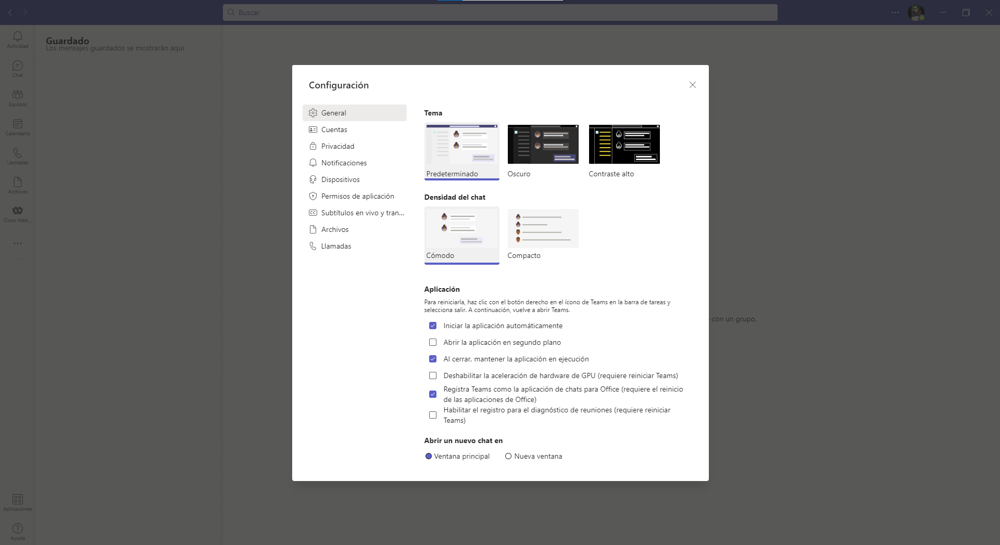 Buscar
Actividad
Chat
Equipos
Calendario
Llamadas
Archivos
Cisco Web...
Aplicaciones
Ayuda
Guardado
Los mensajes guardados se mostrarán aquí
con un grupo.
Configuración
General
Cuentas
Privacidad
Notificaciones
Dispositivos
Permisos de aplicación
Subtítulos en vivo y tran...
Archivos
Llamadas
Tema
Predeterminado
Oscuro
Contraste alto
Densidad del chat
Cómodo
Compacto
Aplicación
Para reiniciarla, haz clic con el botón derecho en el ícono de Teams en la barra de tareas y
selecciona salir. A continuación, vuelve a abrir Teams.
Iniciar la aplicación automáticamente
Abrir la aplicación en segundo plano
Al cerrar, mantener la aplicación en ejecución
Deshabilitar la aceleración de hardware de GPU (requiere reiniciar Teams)
Registra Teams como la aplicación de chats para Office (requiere el reinicio
de las aplicaciones de Office)
Habilitar el registro para el diagnóstico de reuniones (requiere reiniciar
Teams)
Abrir un nuevo chat en
Ventana principal
Nueva ventana